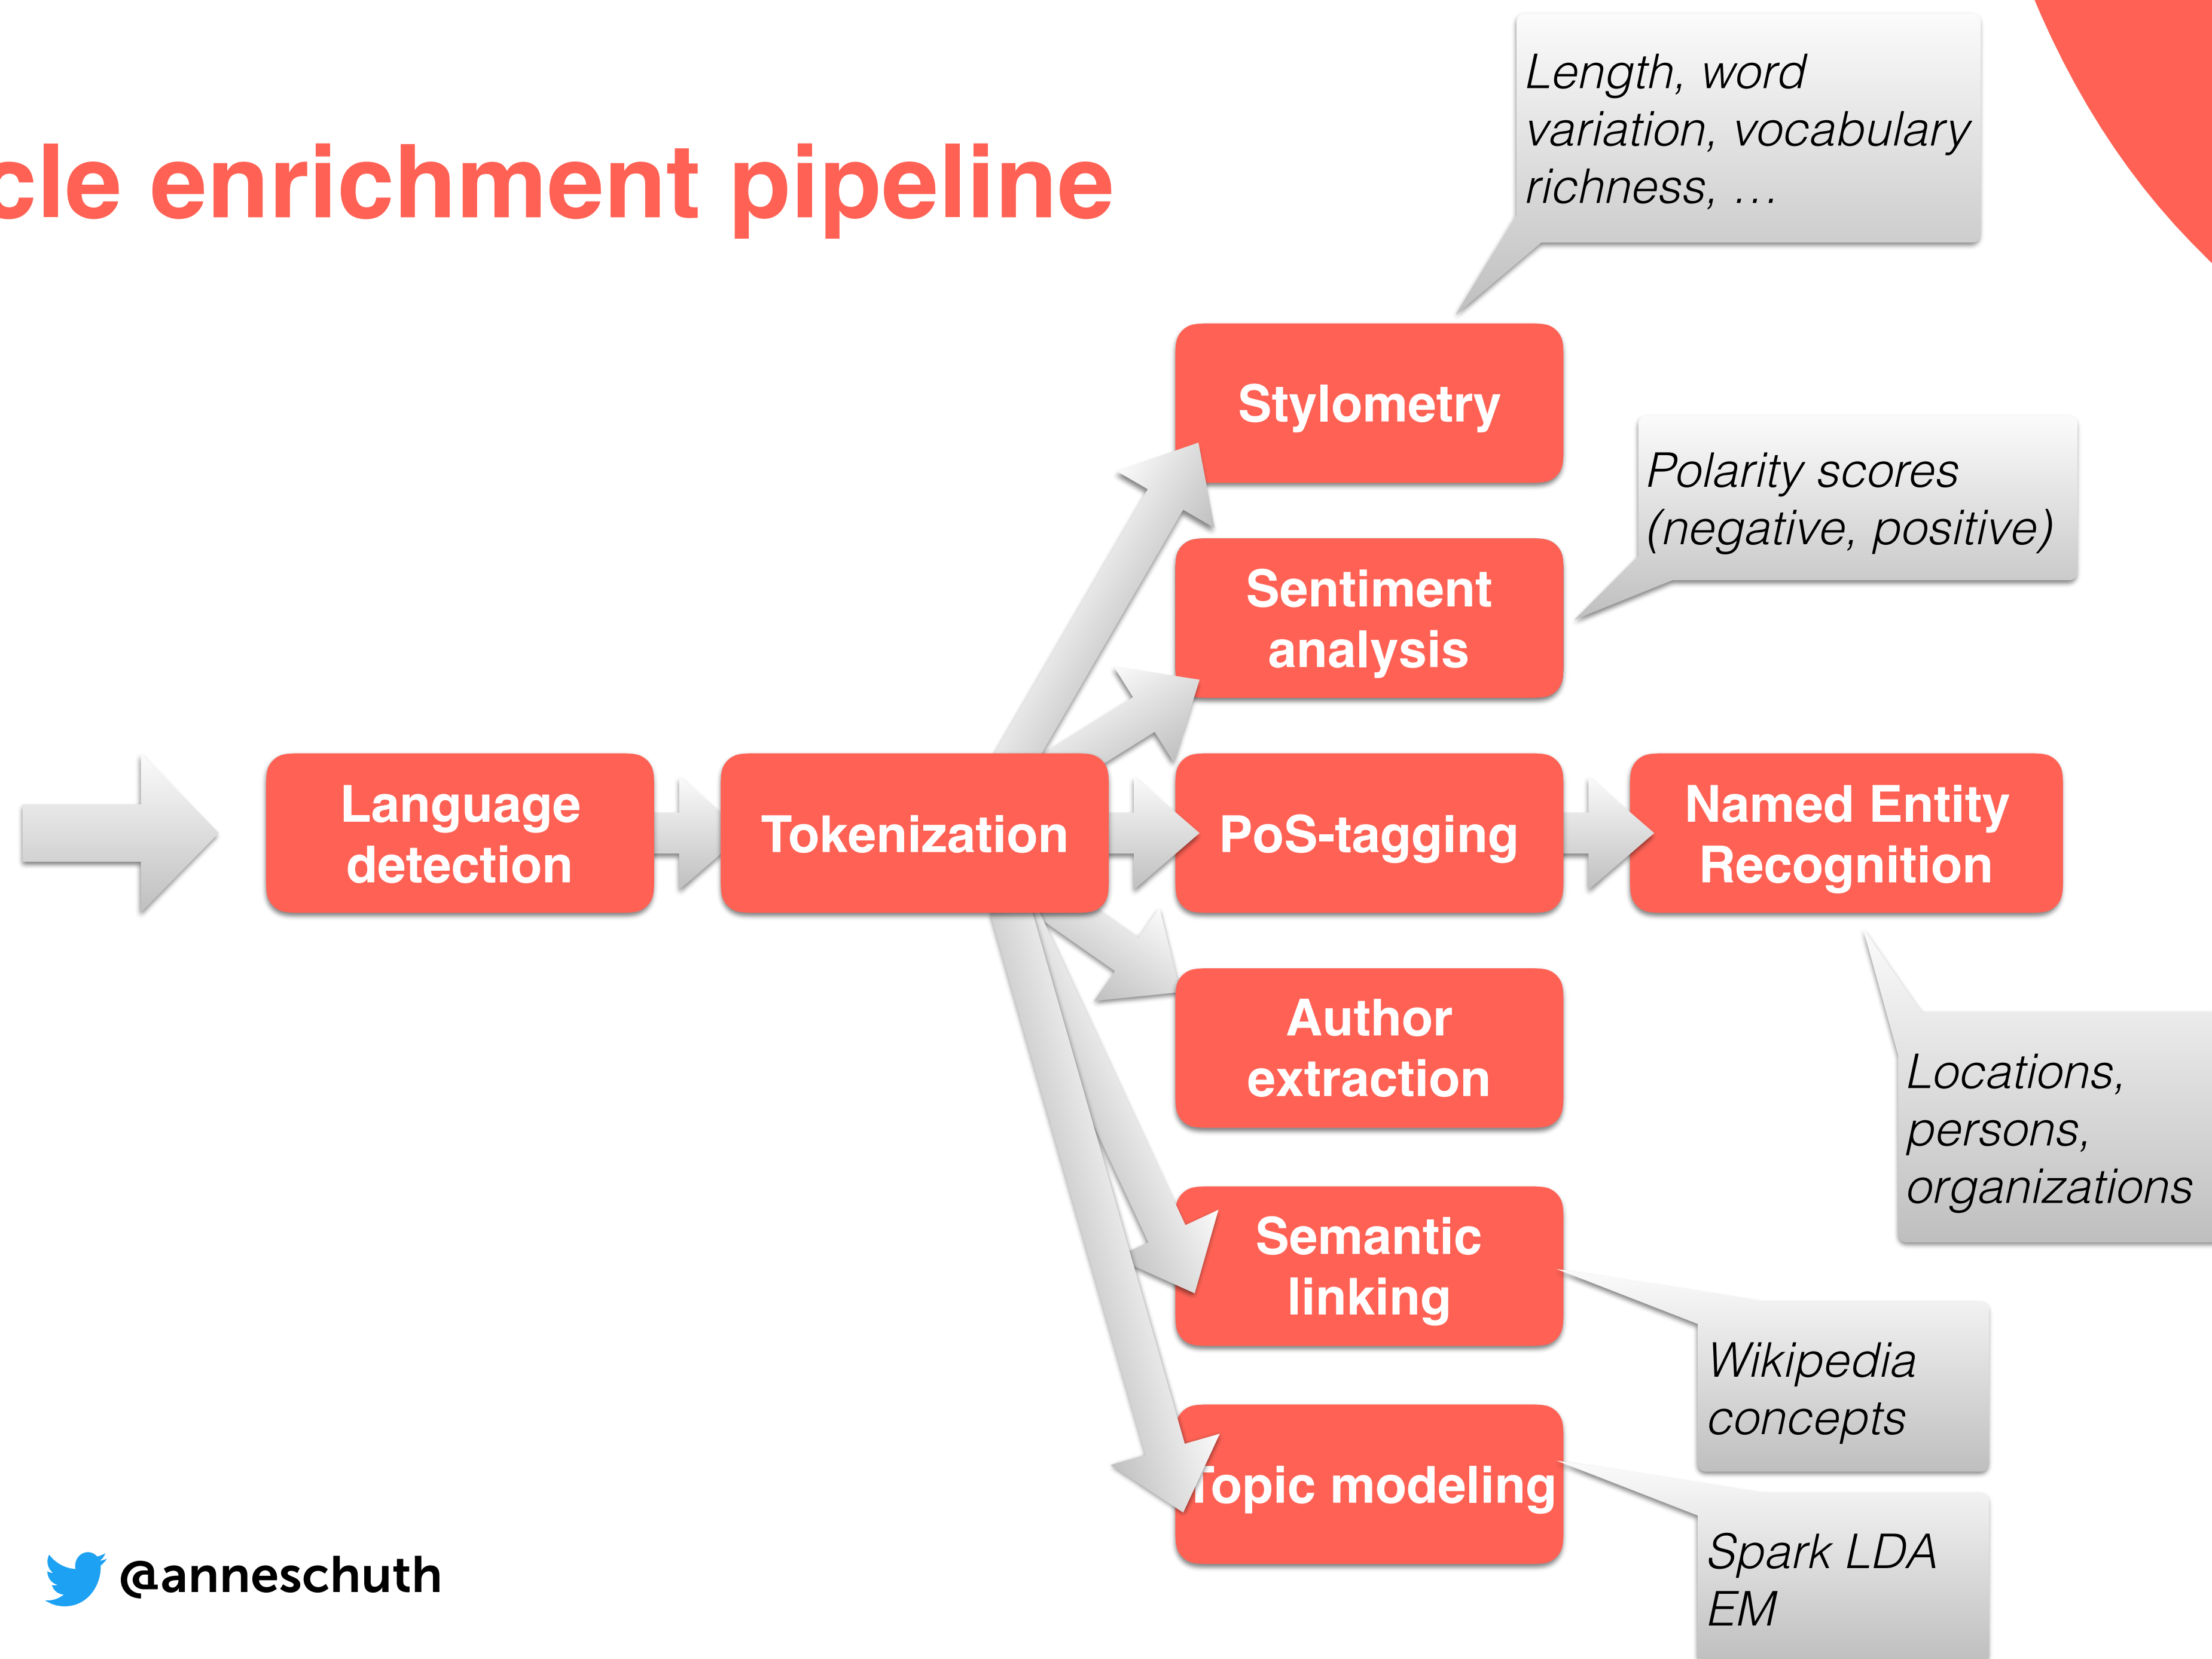 cle enrichment pipeline
Length, word
variation, vocabulary
richness, …
Stylometry
Polarity scores
(negative, positive)
Sentiment
analysis
Language
detection
Tokenization
PoS-tagging
Named Entity
Recognition
Author
extraction
Locations,
persons,
organizations
Semantic
linking
Wikipedia
concepts
Topic modeling
Spark LDA
EM
@anneschuth